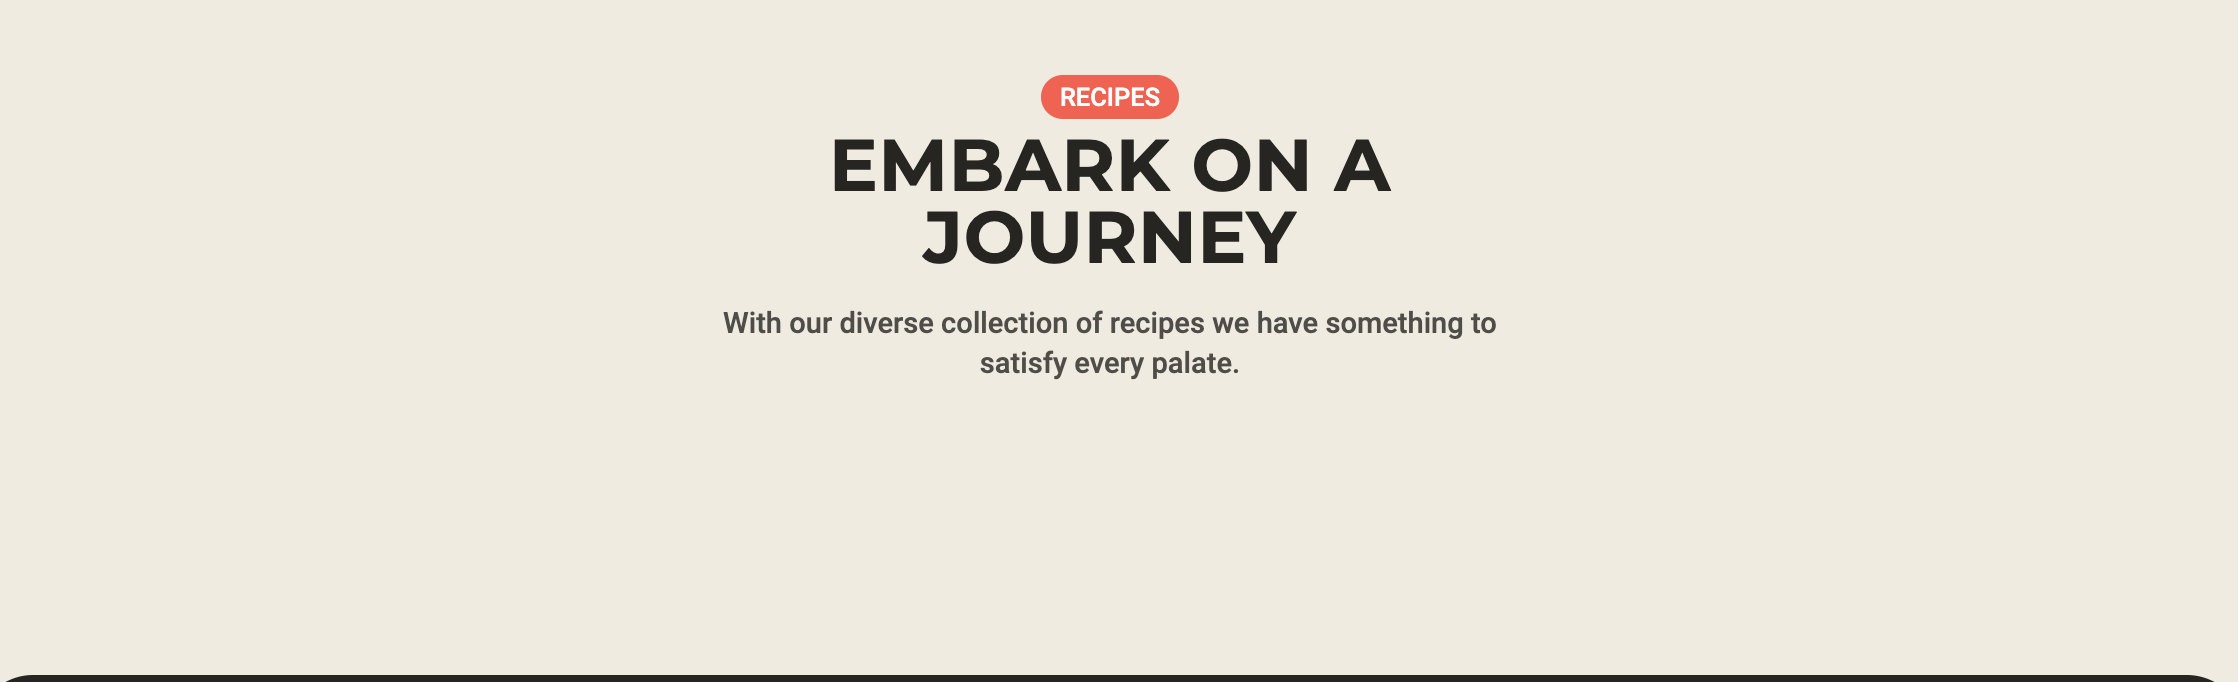 RECIPES
EMBARK ON A
JOURNEY
With our diverse collection of recipes we have something to
satisfy every palate.